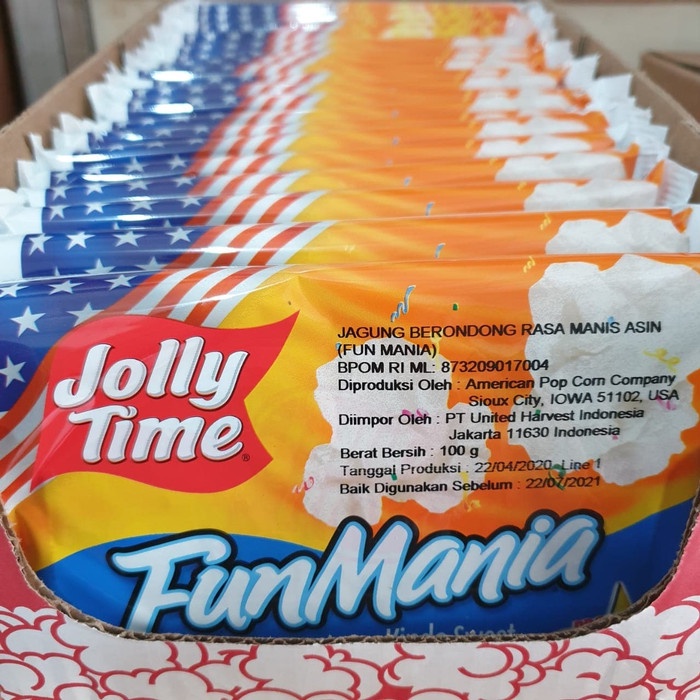 Jolly
Time®
JAGUNG BERONDONG RASA MANIS ASIN
(FUN MANIA)
BPOM RI ML: 873209017004
Diproduksi Oleh : American Pop Corn Company
Sioux City, IOWA 51102, USA
Diimpor Oleh : PT United Harvest Indonesia
Jakarta 11630 Indonesia
Berat Bersih : 100 g
Tanggal Produksi : 22/04/2020 Line 1
Baik Digunakan Sebelum : 22/07/2021
FunMania
Kinda Sweet